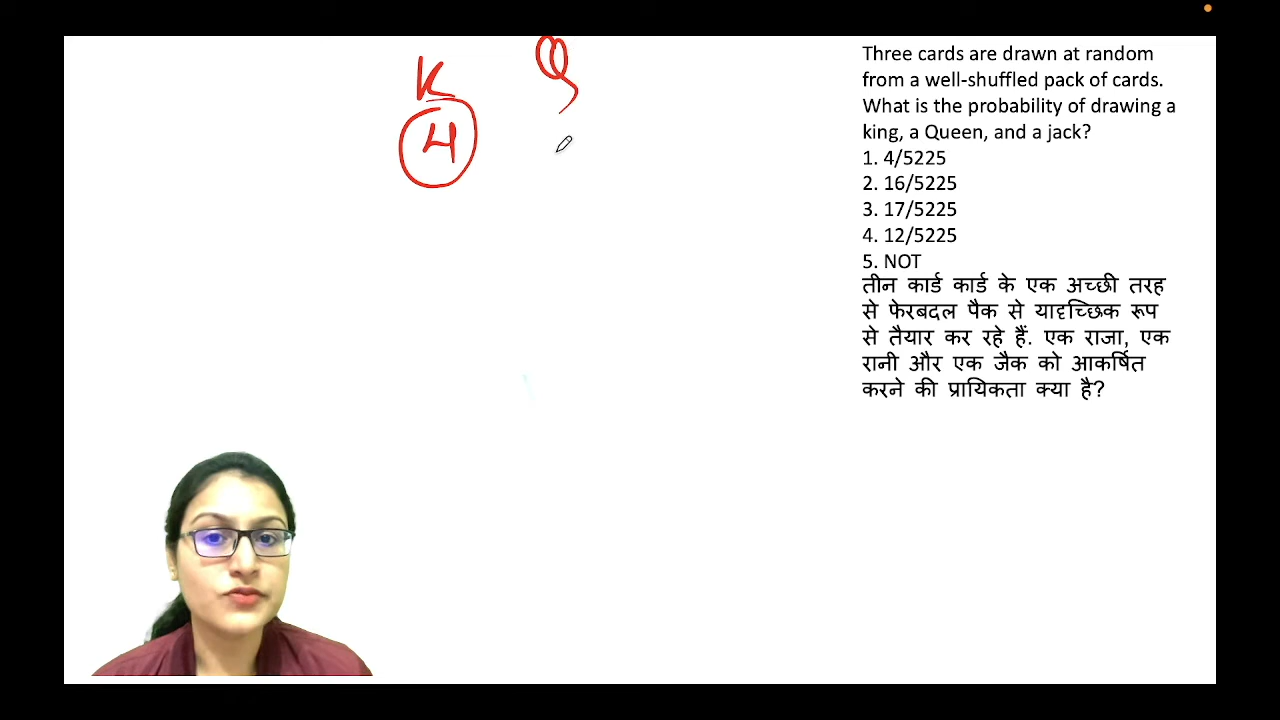 K
Q
4
Three cards are drawn at random
from a well-shuffled pack of cards.
What is the probability of drawing a
king, a Queen, and a jack?
1. 4/5225
2. 16/5225
3. 17/5225
4. 12/5225
5. NOT
तीन कार्ड कार्ड के एक अच्छी तरह
से फेरबदल पैक से यादृच्छिक रूप
से तैयार कर रहे हैं. एक राजा, एक
रानी और एक जैक को आकर्षित
करने की प्रायिकता क्या है?